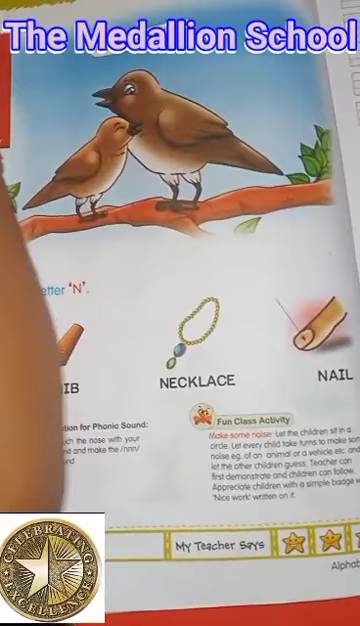 The Medallion School
etter 'N'.
IB
NECKLACE
NAIL
tion for Phonic Sound:
uch the nose with your
nd and make the /nnn/
nd
Fun Class Activity
Make some noise: Let the children sit in a
circle. Let every child take turns to make som
noise eg. of an animal or a vehicle etc. and
let the other children guess. Teacher can
first demonstrate and children can follow.
Appreciate children with a simple badge w
'Nice work' written on it.
My Teacher Says
Alphab
CELEBRATING
EXCELLENCE